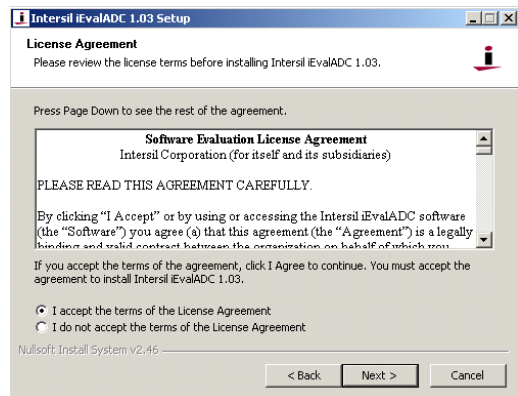 Intersil iEvalADC 1.03 Setup
License Agreement
Please review the license terms before installing Intersil iEvalADC 1.03.
Press Page Down to see the rest of the agreement.
Software Evaluation License Agreement
Intersil Corporation (for itself and its subsidiaries)
PLEASE READ THIS AGREEMENT CAREFULLY.
By clicking “I Accept” or by using or accessing the Intersil iEvalADC software
(the “Software”) you agree (a) that this agreement (the “Agreement”) is a legally
binding and valid contract between the organization on behalf of which you
If you accept the terms of the agreement, click I Agree to continue. You must accept the
agreement to install Intersil iEvalADC 1.03.
I accept the terms of the License Agreement
I do not accept the terms of the License Agreement
Nullsoft Install System v2.46
< Back Next > Cancel